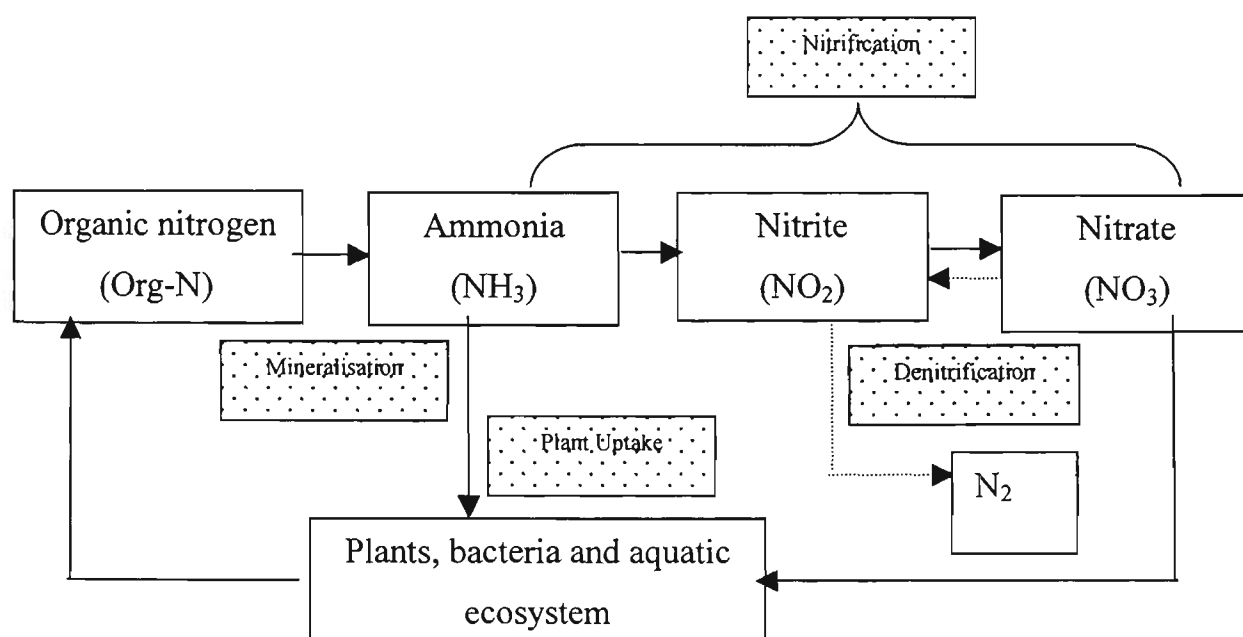 Nitrification
Organic nitrogen
(Org-N)
Ammonia
(NH₃)
Nitrite
(NO₂)
Nitrate
(NO₃)
Mineralisation
Denitrification
Plant Uptake
N₂
Plants, bacteria and aquatic
ecosystem